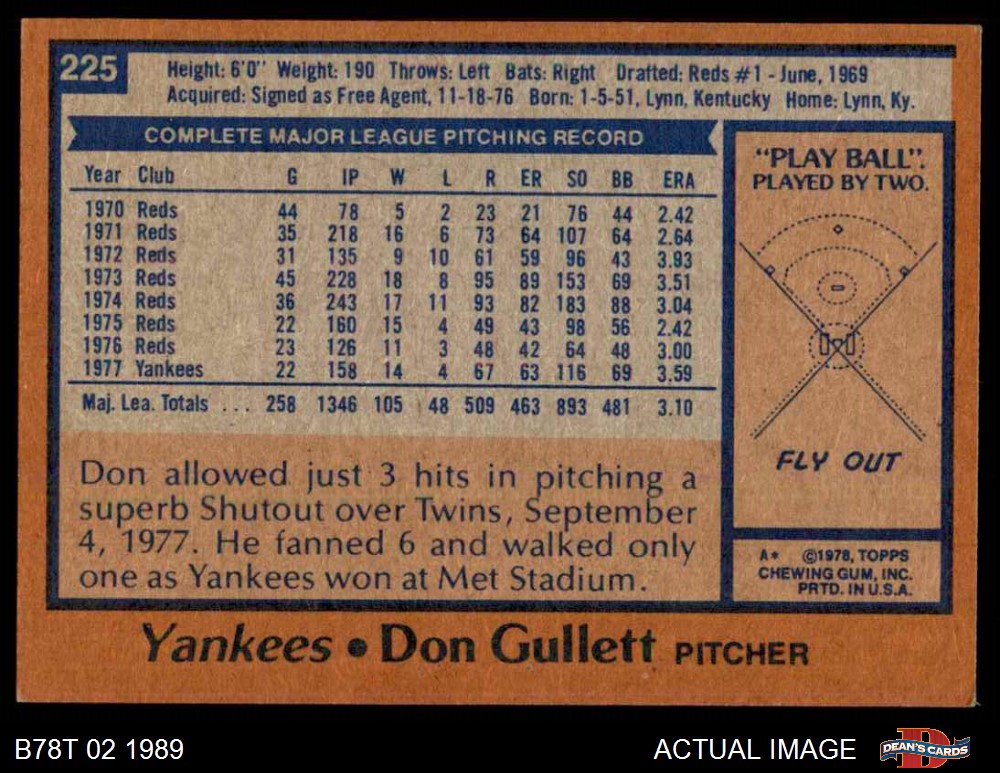 225
Height: 6'0" Weight: 190 Throws: Left Bats: Right Drafted: Reds #1 - June, 1969
Acquired: Signed as Free Agent, 11-18-76 Born: 1-5-51, Lynn, Kentucky Home: Lynn, Ky.
COMPLETE MAJOR LEAGUE PITCHING RECORD
Year Club G IP W L R ER SO BB ERA
1970 Reds 44 78 5 2 23 21 76 44 2.42
1971 Reds 35 218 16 6 73 64 107 64 2.64
1972 Reds 31 135 9 10 61 59 96 43 3.93
1973 Reds 45 228 18 8 95 89 153 69 3.51
1974 Reds 36 243 17 11 93 82 183 88 3.04
1975 Reds 22 160 15 4 49 43 98 56 2.42
1976 Reds 23 126 11 3 48 42 64 48 3.00
1977 Yankees 22 158 14 4 67 63 116 69 3.59
Maj. Lea. Totals ... 258 1346 105 48 509 463 893 481 3.10
Don allowed just 3 hits in pitching a
superb Shutout over Twins, September
4, 1977. He fanned 6 and walked only
one as Yankees won at Met Stadium.
"PLAY BALL".
PLAYED BY TWO.
FLY OUT
A* ©1978, TOPPS
CHEWING GUM, INC.
PRTD. IN U.S.A.
Yankees • Don Gullett PITCHER
B78T 02 1989
ACTUAL IMAGE
DEAN'S CARDS